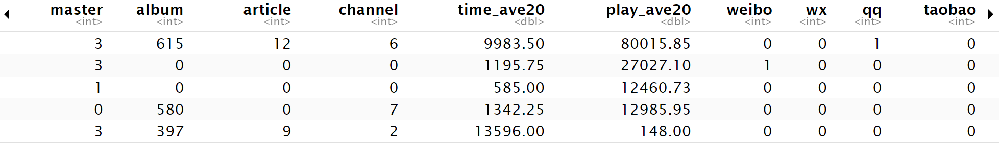 master album article channel time_ave20 play_ave20 weibo wx qq taobao
<int> <int> <int> <int> <dbl> <dbl> <int> <int> <int> <int>
3 615 12 6 9983.50 80015.85 0 0 1 0
3 0 0 0 1195.75 27027.10 1 0 0 0
1 0 0 0 585.00 12460.73 0 0 0 0
0 580 0 7 1342.25 12985.95 0 0 0 0
3 397 9 2 13596.00 148.00 0 0 0 0